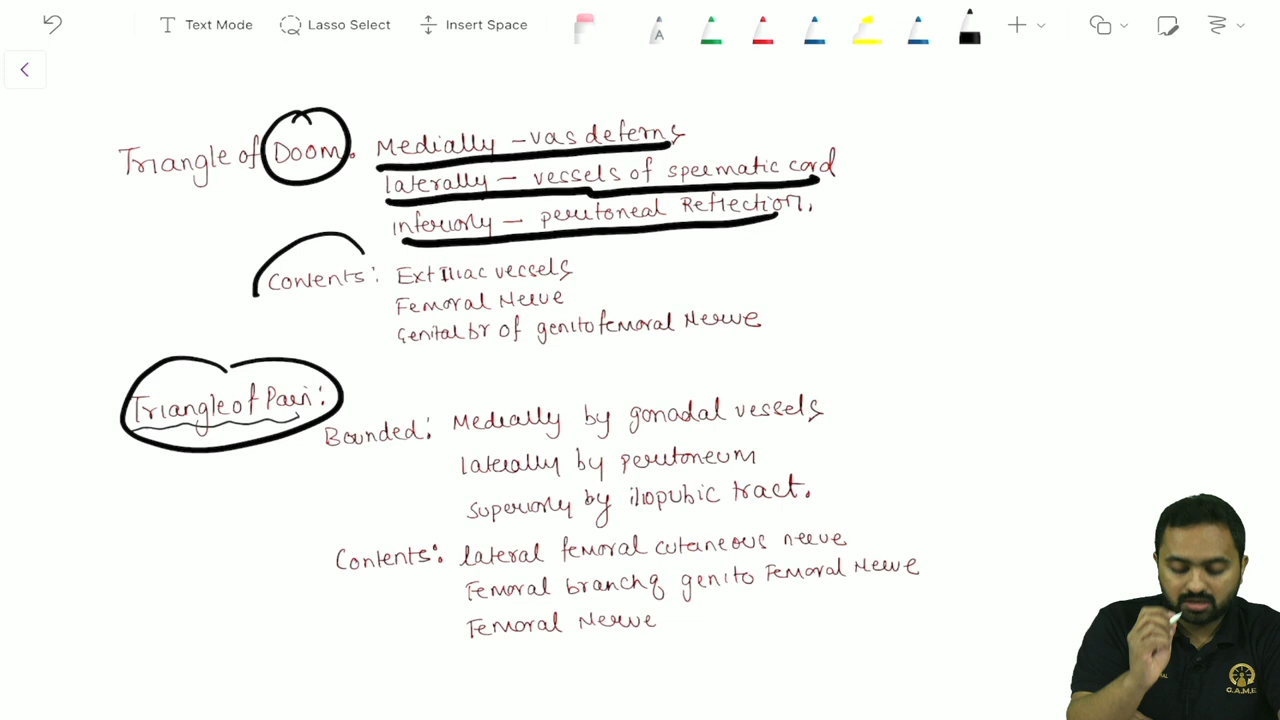 Text Mode
Lasso Select
Insert Space
A
Triangle of Doom. Medially - vas deferns
laterally - vessels of spermatic cord
inferiorly - peritoneal Reflection.
Contents: Ext Iliac vessels
Femoral Nerve
Genital br of genitofemoral Nerve
Triangle of Pain:
Bounded: Medially by gonadal vessels
laterally by peritoneum
superiorly by iliopubic tract.
Contents: lateral femoral cutaneous nerve
Femoral branch of genito Femoral Nerve
Femoral Nerve
G.A.M.E